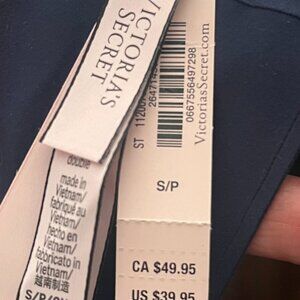 VICTORIA'S
SECRET
double
made in
Vietnam/
fabriqué au
Vietnam/
hecho en
Vietnam/
fabricato in
Vietnam/
越南制造
ST
0667556497298
VictoriasSecret.com
S/P
CA $49.95
US $39.95